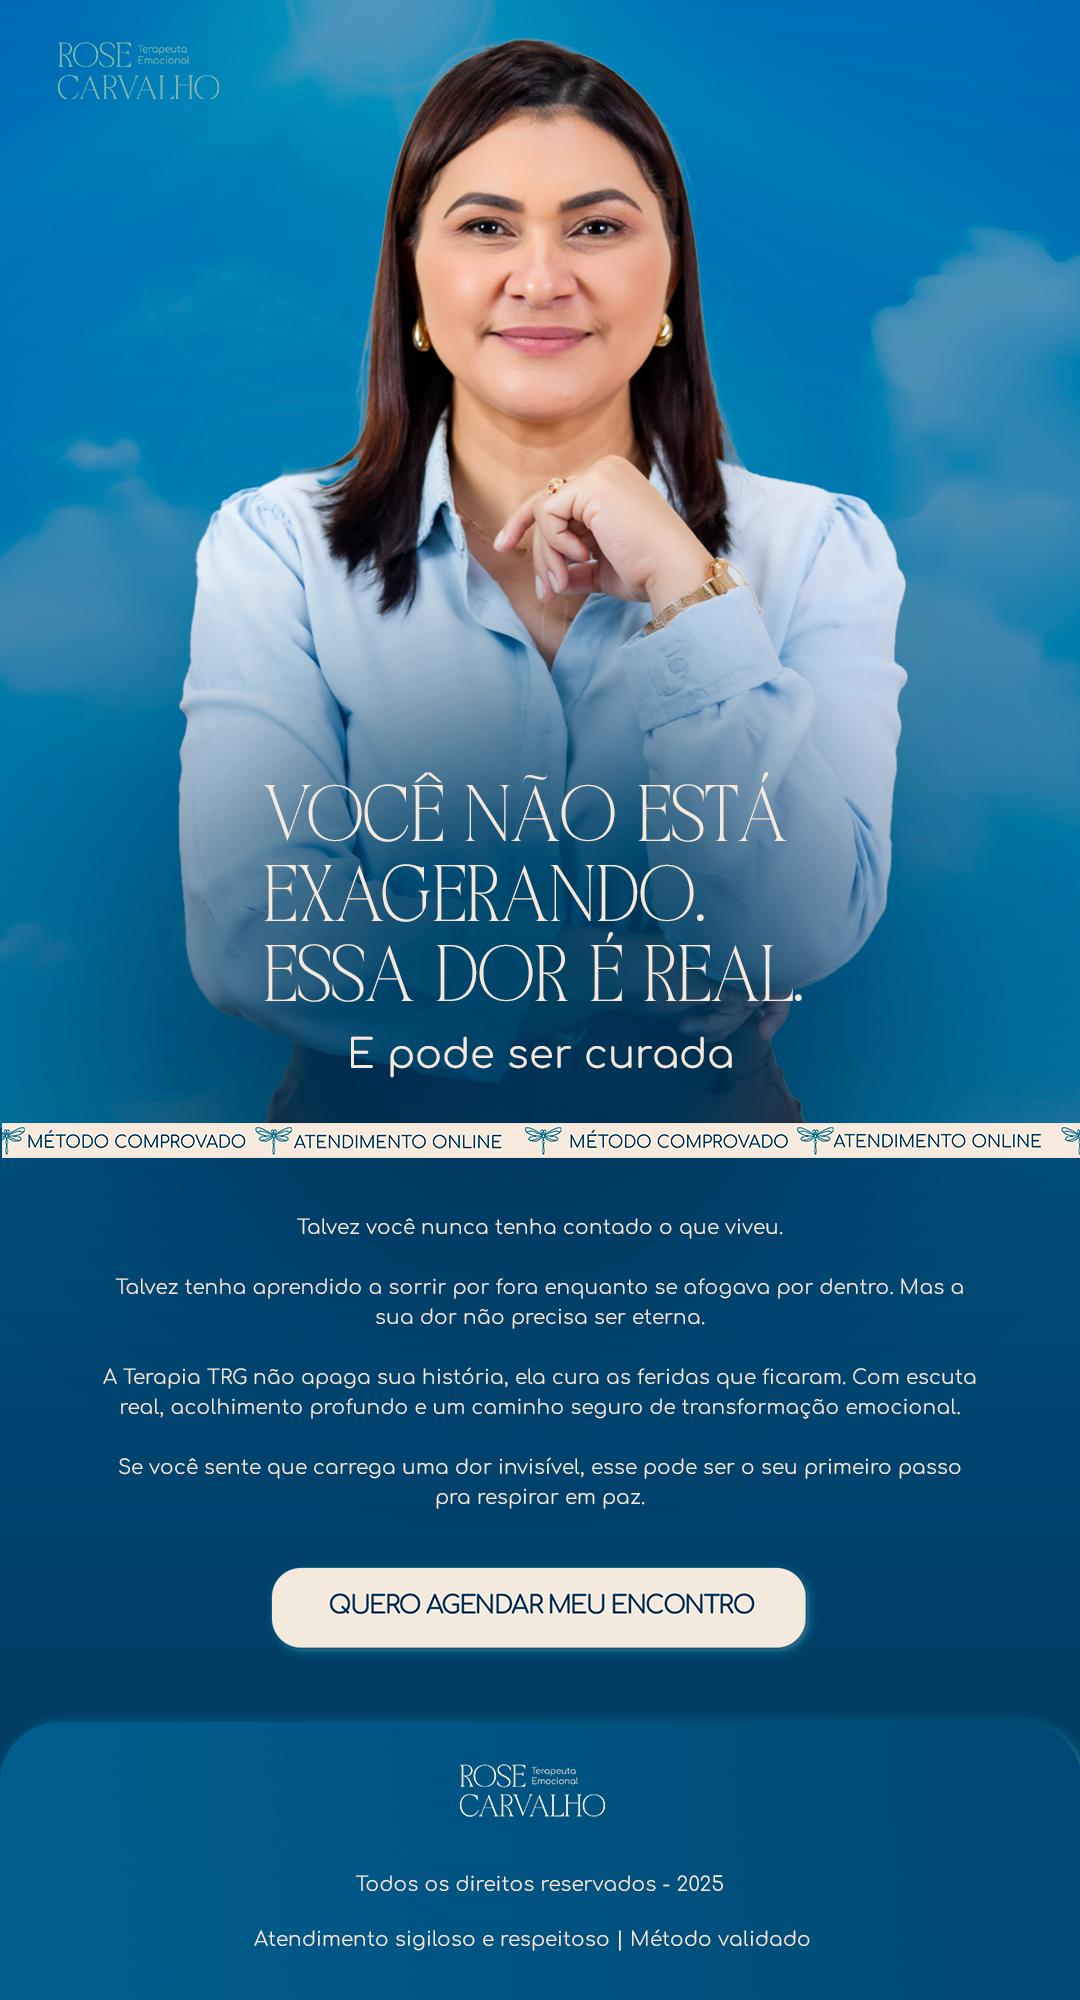 ROSE Terapeuta
Emocional
CARVALHO
VOCÊ NÃO ESTÁ
EXAGERANDO.
ESSA DOR É REAL.
E pode ser curada
MÉTODO COMPROVADO ATENDIMENTO ONLINE MÉTODO COMPROVADO ATENDIMENTO ONLINE
Talvez você nunca tenha contado o que viveu.
Talvez tenha aprendido a sorrir por fora enquanto se afogava por dentro. Mas a
sua dor não precisa ser eterna.
A Terapia TRG não apaga sua história, ela cura as feridas que ficaram. Com escuta
real, acolhimento profundo e um caminho seguro de transformação emocional.
Se você sente que carrega uma dor invisível, esse pode ser o seu primeiro passo
pra respirar em paz.
QUERO AGENDAR MEU ENCONTRO
ROSE Terapeuta
Emocional
CARVALHO
Todos os direitos reservados - 2025
Atendimento sigiloso e respeitoso | Método validado